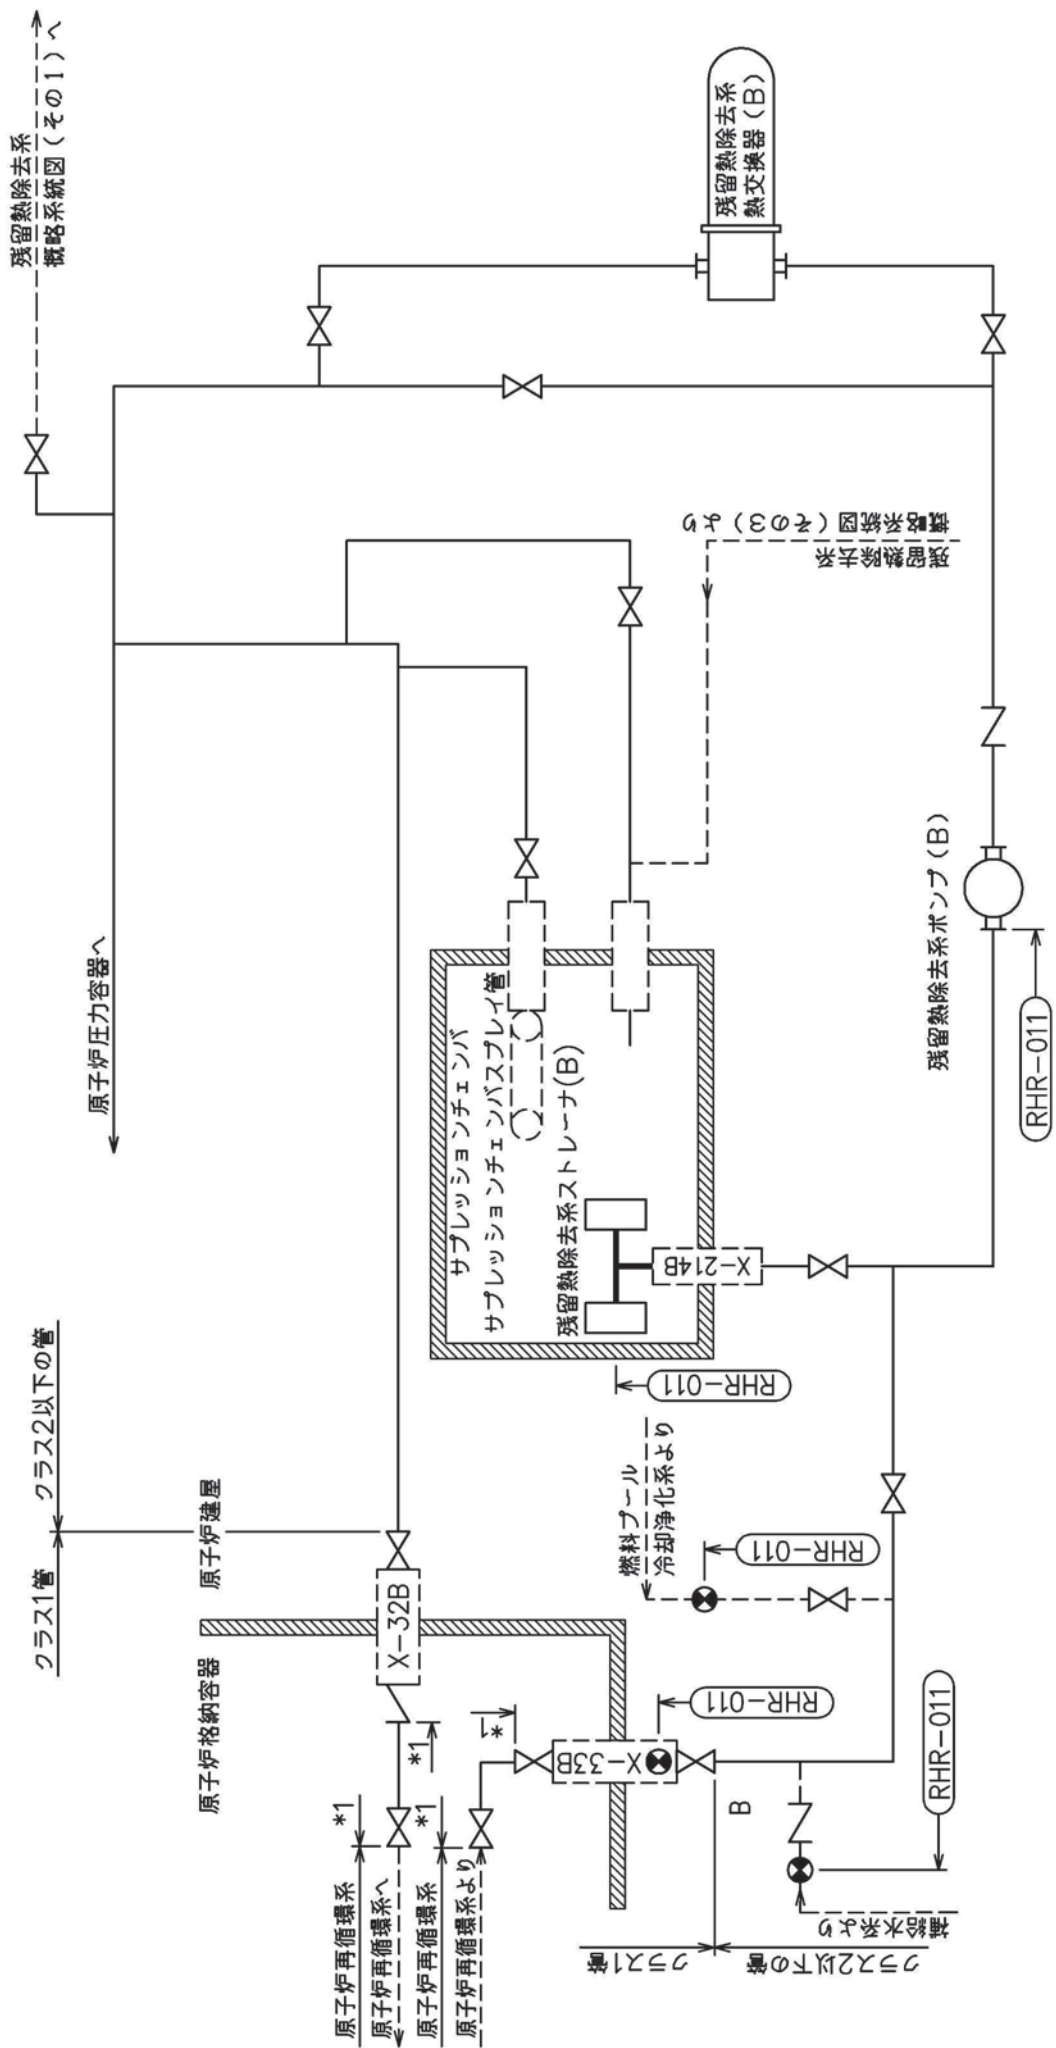 残留熱除去系
概略系統図(その1)へ
残留熱除去系
熱交換器(B)
概略系統図(その3)より
残留熱除去系
原子炉圧力容器へ
残留熱除去系ポンプ(B)
RHR-011
サプレッションチェンバ
サプレッションチェンバスプレイ管
残留熱除去系ストレーナ(B)
X-214B
RHR-011
クラス1管
クラス2以下の管
原子炉建屋
原子炉格納容器
X-32B
燃料プール
冷却浄化系より
RHR-011
*1
*1
X-33B
RHR-011
*1
*1
原子炉再循環系
原子炉再循環系へ
原子炉再循環系
原子炉再循環系より
B
RHR-011
補給水系より
クラス1管
クラス2以下の管